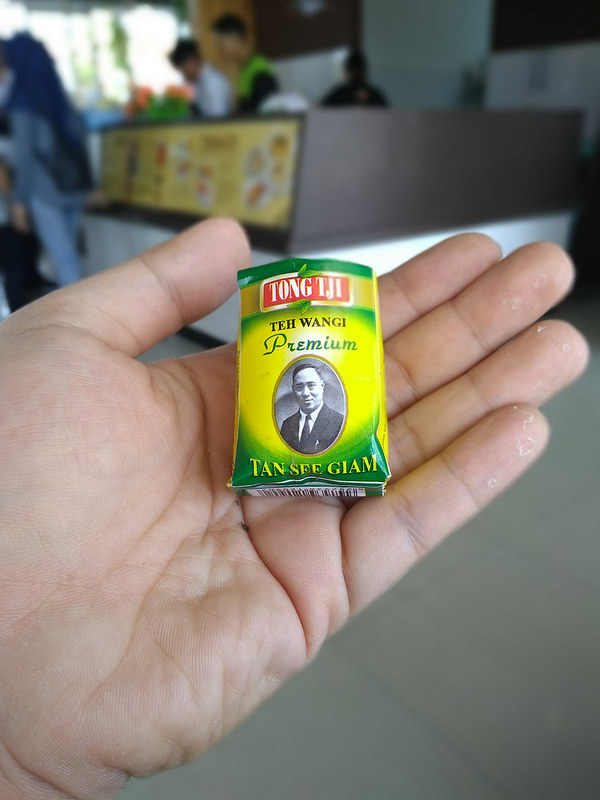 TONG TJI
TEH WANGI
Premium
TAN SEE GIAM